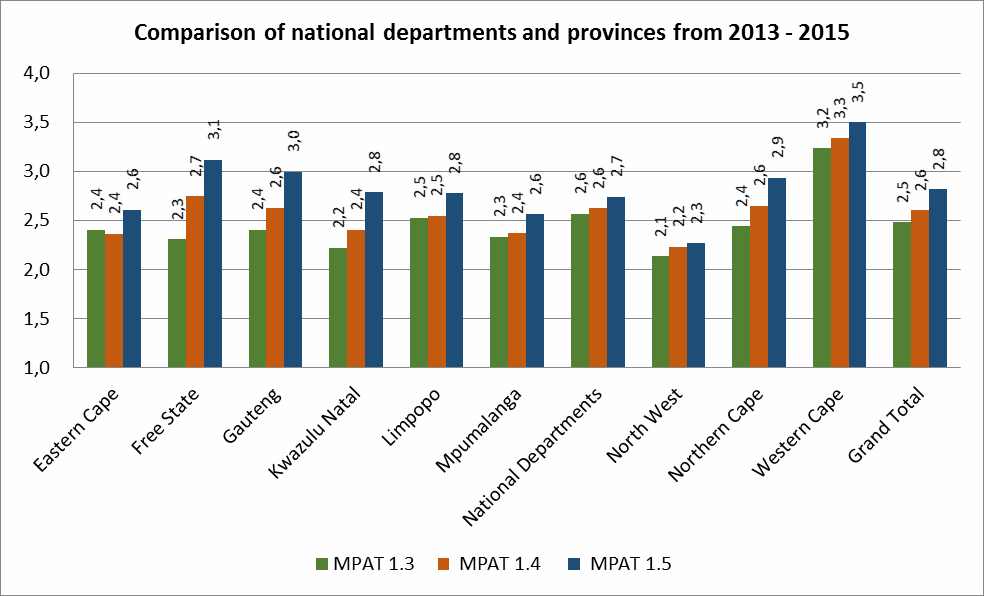 Comparison of national departments and provinces from 2013 - 2015
4,0
3,5
3,0
2,5
2,0
1,5
1,0
2,4
2,4
2,6
2,3
2,7
3,1
2,4
2,6
3,0
2,2
2,4
2,8
2,5
2,5
2,8
2,3
2,4
2,6
2,6
2,6
2,7
2,1
2,2
2,3
2,4
2,6
2,9
3,2
3,3
3,5
2,5
2,6
2,8
Eastern Cape
Free State
Gauteng
Kwazulu Natal
Limpopo
Mpumalanga
National Departments
North West
Northern Cape
Western Cape
Grand Total
MPAT 1.3
MPAT 1.4
MPAT 1.5